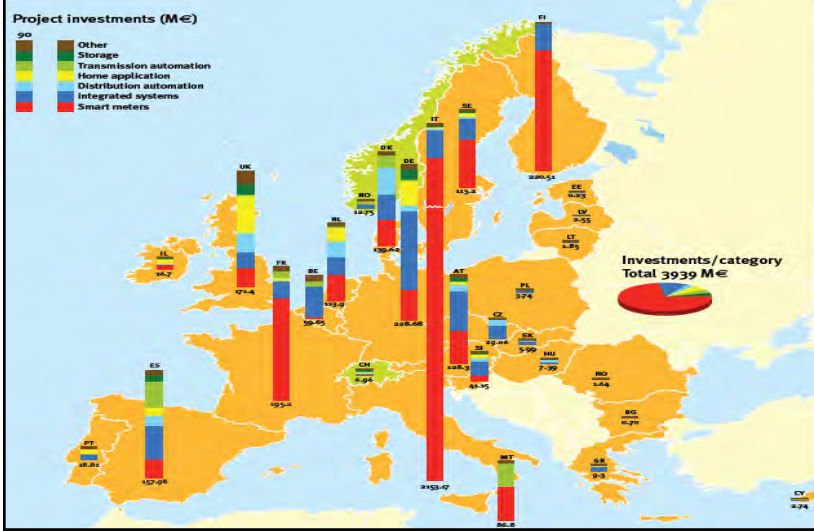 Project investments (M€)
90
Other
Storage
Transmission automation
Home application
Distribution automation
Integrated systems
Smart meters
FI
220.51
SE
113.2
IT
2153.17
DK
139.62
DE
228.68
NO
12.75
UK
171.4
NL
113.9
EE
0.23
LV
2.55
LT
1.85
IL
16.7
FR
195.2
BE
59.65
AT
128.3
PL
3.74
Investments/category
Total 3939 M€
CZ
29.06
SK
5.99
HU
7.79
SI
41.15
CH
6.96
RO
1.64
ES
157.98
BG
0.70
PT
18.81
MT
86.8
GR
9.3
CY
2.74